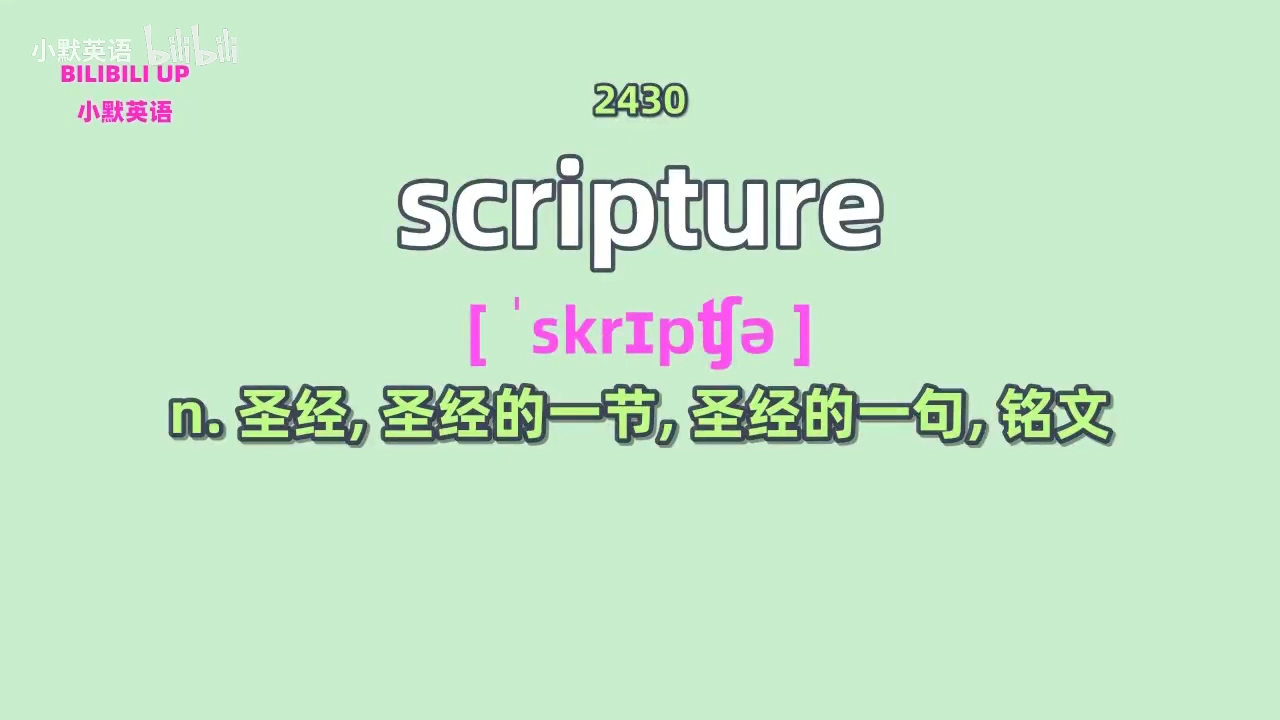 小默英语 bilibili
BILIBILI UP
小默英语
2430
scripture
[ ˈskrɪpʧə ]
n. 圣经, 圣经的一节, 圣经的一句, 铭文